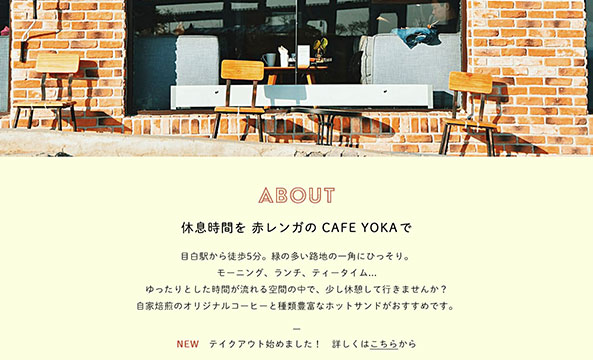 ABOUT
休息時間を 赤レンガの CAFE YOKAで
目白駅から徒歩5分。緑の多い路地の一角にひっそり。
モーニング、ランチ、ティータイム...
ゆったりとした時間が流れる空間の中で、少し休憩して行きませんか？
自家焙煎のオリジナルコーヒーと種類豊富なホットサンドがおすすめです。
NEW テイクアウト始めました！ 詳しくはこちらから